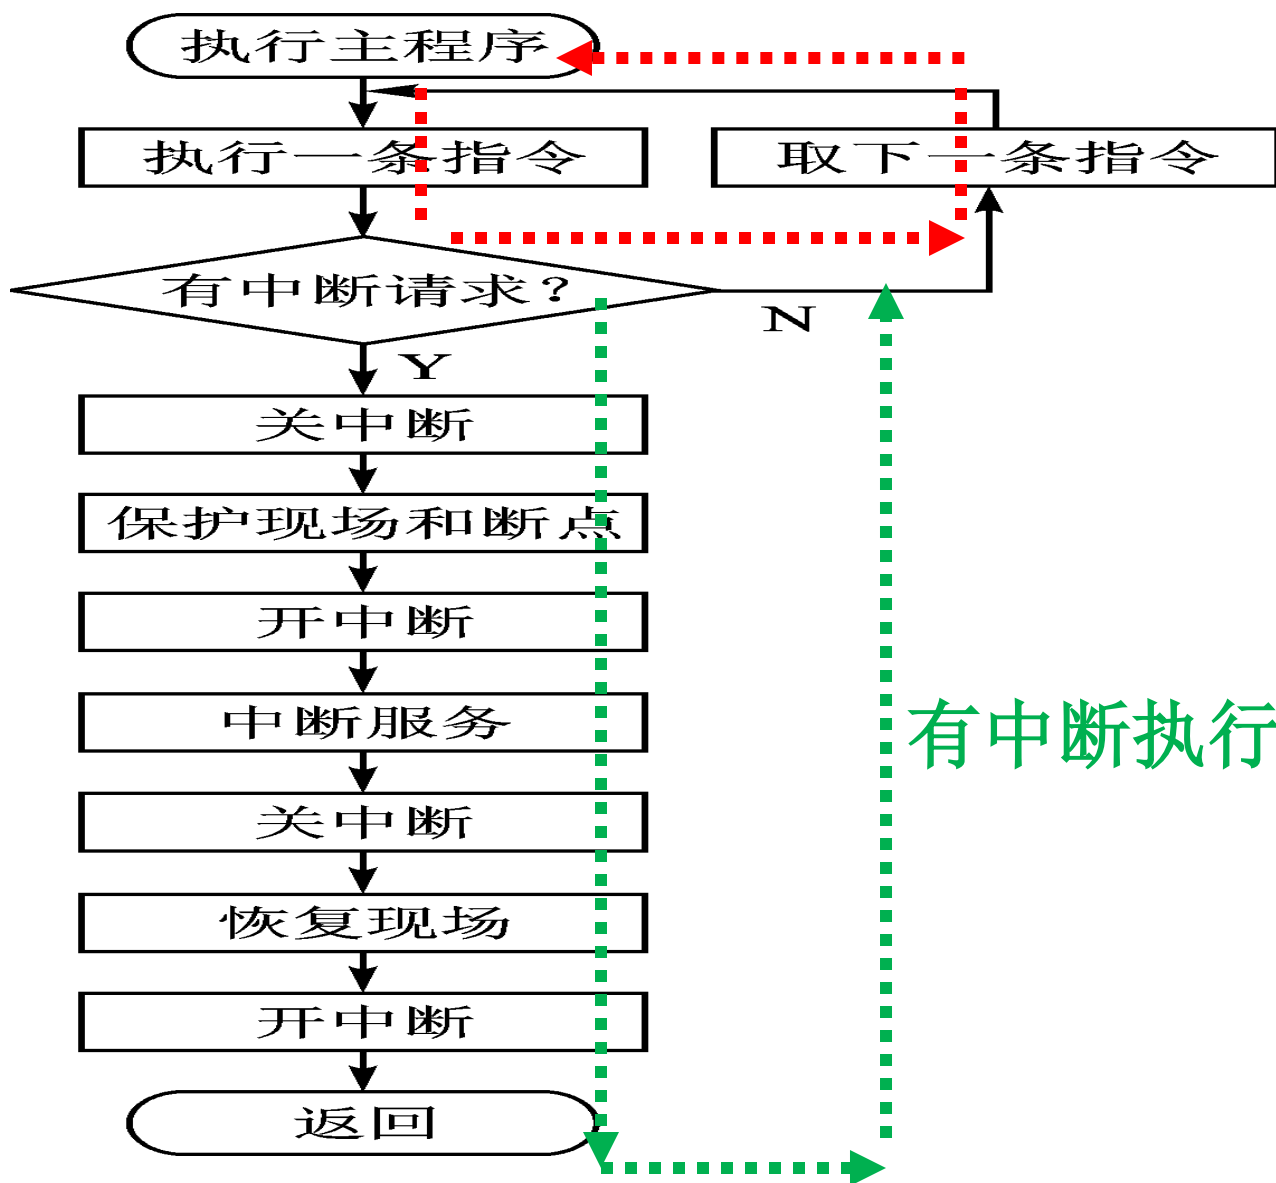 执行主程序
执行一条指令
取下一条指令
有中断请求？
N
Y
关中断
保护现场和断点
开中断
中断服务
有中断执行
关中断
恢复现场
开中断
返回